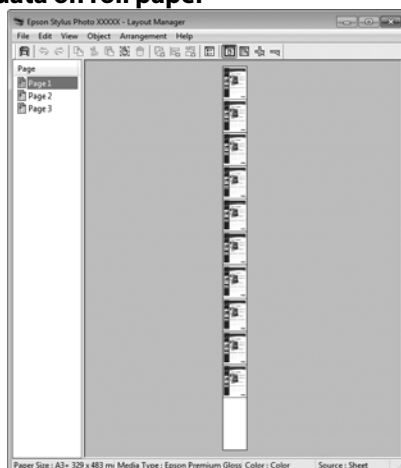 data on roll paper
Epson Stylus Photo XXXXX - Layout Manager
File Edit View Object Arrangement Help
Page
Page 1
Page 2
Page 3
Paper Size : A3+ 329 x 483 mi Media Type : Epson Premium Gloss Color : Color Source : Sheet